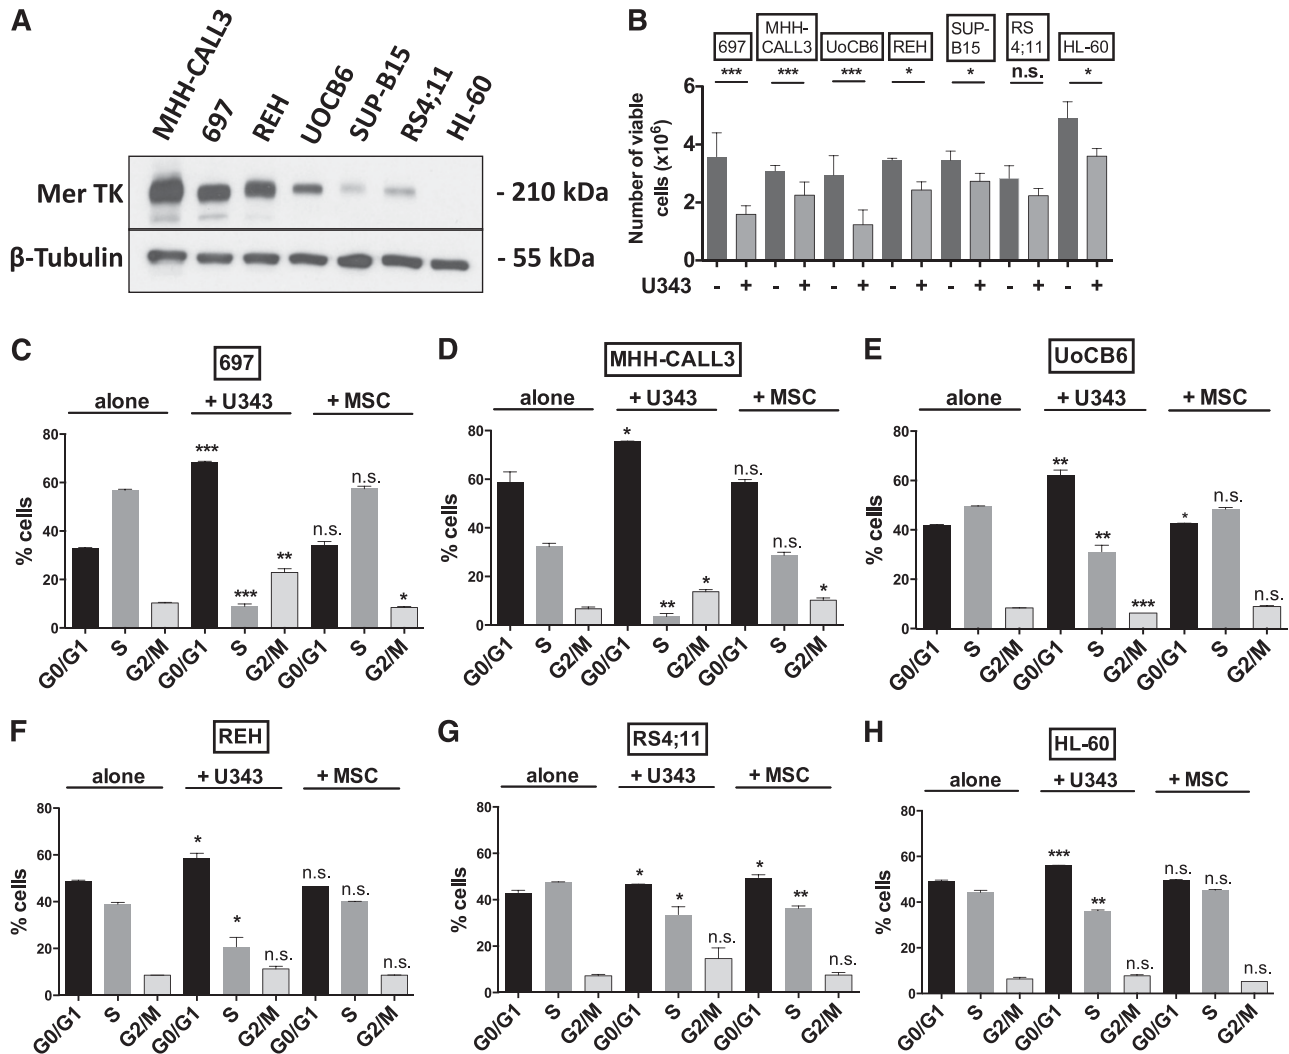 A
MHH-CALL3
697
REH
UOCB6
SUP-B15
RS4;11
HL-60
Mer TK
- 210 kDa
β-Tubulin
- 55 kDa
B
697
MHH-
CALL3
UoCB6
REH
SUP-
B15
RS
4;11
HL-60
*** *** *** * * n.s. *
Number of viable
cells (x10⁶)
6
4
2
0
U343 - + - + - + - + - + - + - +
C
697
alone + U343 + MSC
% cells
80
60
40
20
0
*** *** ** n.s. n.s. *
G0/G1 S G2/M G0/G1 S G2/M G0/G1 S G2/M
D
MHH-CALL3
alone + U343 + MSC
% cells
80
60
40
20
0
* ** * n.s. n.s. *
G0/G1 S G2/M G0/G1 S G2/M G0/G1 S G2/M
E
UoCB6
alone + U343 + MSC
% cells
80
60
40
20
0
** ** *** * n.s. n.s.
G0/G1 S G2/M G0/G1 S G2/M G0/G1 S G2/M
F
REH
alone + U343 + MSC
% cells
80
60
40
20
0
* * n.s. n.s. n.s. n.s.
G0/G1 S G2/M G0/G1 S G2/M G0/G1 S G2/M
G
RS4;11
alone + U343 + MSC
% cells
80
60
40
20
0
* * n.s. * ** n.s.
G0/G1 S G2/M G0/G1 S G2/M G0/G1 S G2/M
H
HL-60
alone + U343 + MSC
% cells
80
60
40
20
0
*** ** n.s. n.s. n.s. n.s.
G0/G1 S G2/M G0/G1 S G2/M G0/G1 S G2/M